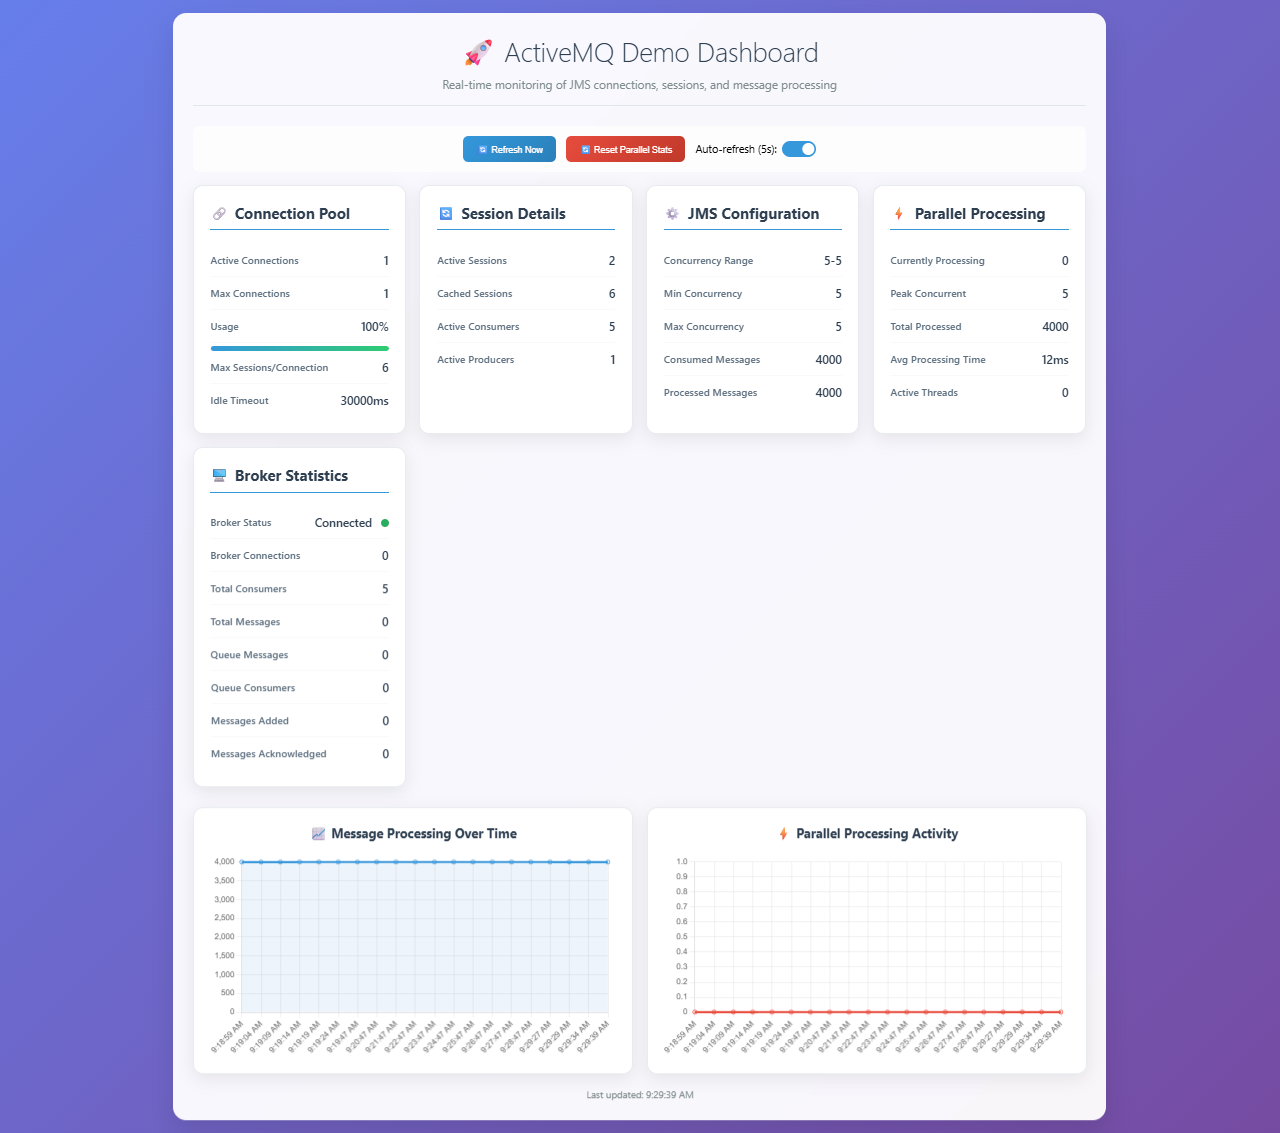 🚀 ActiveMQ Demo Dashboard
Real-time monitoring of JMS connections, sessions, and message processing
Refresh Now
Reset Parallel Stats
Auto-refresh (5s):
Connection Pool
Active Connections 1
Max Connections 1
Usage 100%
Max Sessions/Connection 6
Idle Timeout 30000ms
Session Details
Active Sessions 2
Cached Sessions 6
Active Consumers 5
Active Producers 1
JMS Configuration
Concurrency Range 5-5
Min Concurrency 5
Max Concurrency 5
Consumed Messages 4000
Processed Messages 4000
Parallel Processing
Currently Processing 0
Peak Concurrent 5
Total Processed 4000
Avg Processing Time 12ms
Active Threads 0
Broker Statistics
Broker Status Connected
Broker Connections 0
Total Consumers 5
Total Messages 0
Queue Messages 0
Queue Consumers 0
Messages Added 0
Messages Acknowledged 0
Message Processing Over Time
4,000
3,500
3,000
2,500
2,000
1,500
1,000
500
0
9:18:59 AM
9:19:04 AM
9:19:09 AM
9:19:14 AM
9:19:19 AM
9:19:24 AM
9:19:47 AM
9:20:47 AM
9:21:47 AM
9:22:47 AM
9:23:47 AM
9:24:47 AM
9:25:47 AM
9:26:47 AM
9:27:47 AM
9:28:47 AM
9:29:27 AM
9:29:29 AM
9:29:34 AM
9:29:39 AM
Parallel Processing Activity
1.0
0.9
0.8
0.7
0.6
0.5
0.4
0.3
0.2
0.1
0
9:18:59 AM
9:19:04 AM
9:19:09 AM
9:19:14 AM
9:19:19 AM
9:19:24 AM
9:19:47 AM
9:20:47 AM
9:21:47 AM
9:22:47 AM
9:23:47 AM
9:24:47 AM
9:25:47 AM
9:26:47 AM
9:27:47 AM
9:28:47 AM
9:29:27 AM
9:29:29 AM
9:29:34 AM
9:29:39 AM
Last updated: 9:29:39 AM